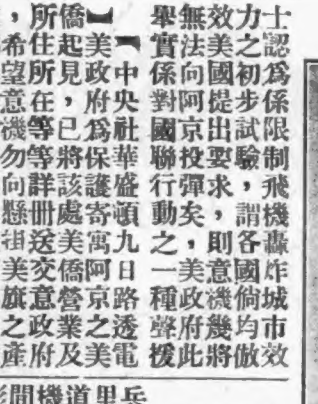 士認爲係限制飛機轟炸城市效
力之初步試驗，謂各國倘均倣
效美國提出要求，則意機幾將
無法向阿京投彈矣，美政府此
舉實係對國聯行動之一種聲援
【中央社華盛頓九日路透電
】美政府爲保護寄寓阿京之美
僑起見，已將該處美僑營業及
所住所在等等詳册送交意政府
，希望意機勿向懸挂美旗之產